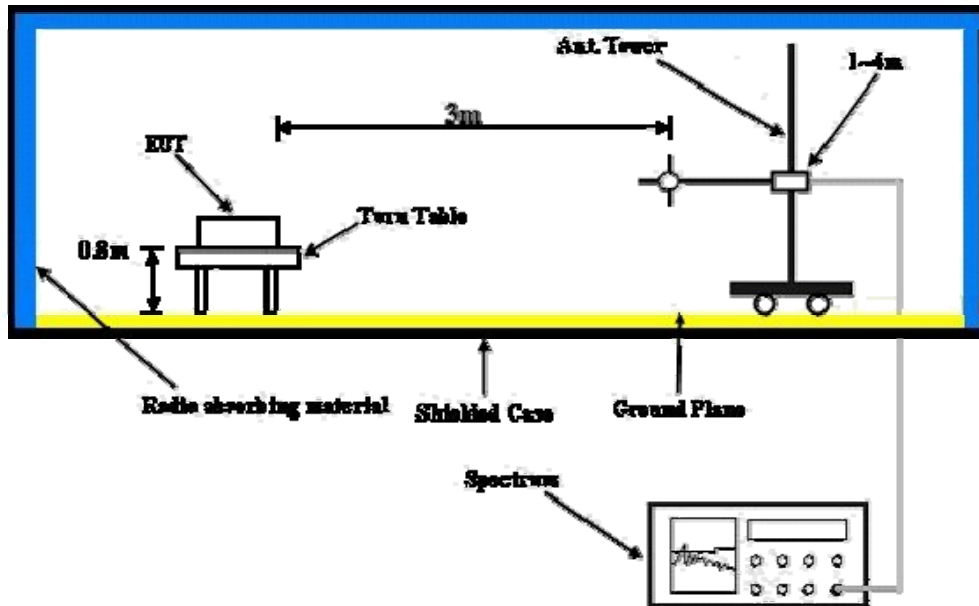 Ant. Tower
1~4m
3m
EUT
Turn Table
0.8m
Radio absorbing material
Shielded Case
Ground Plane
Spectrum